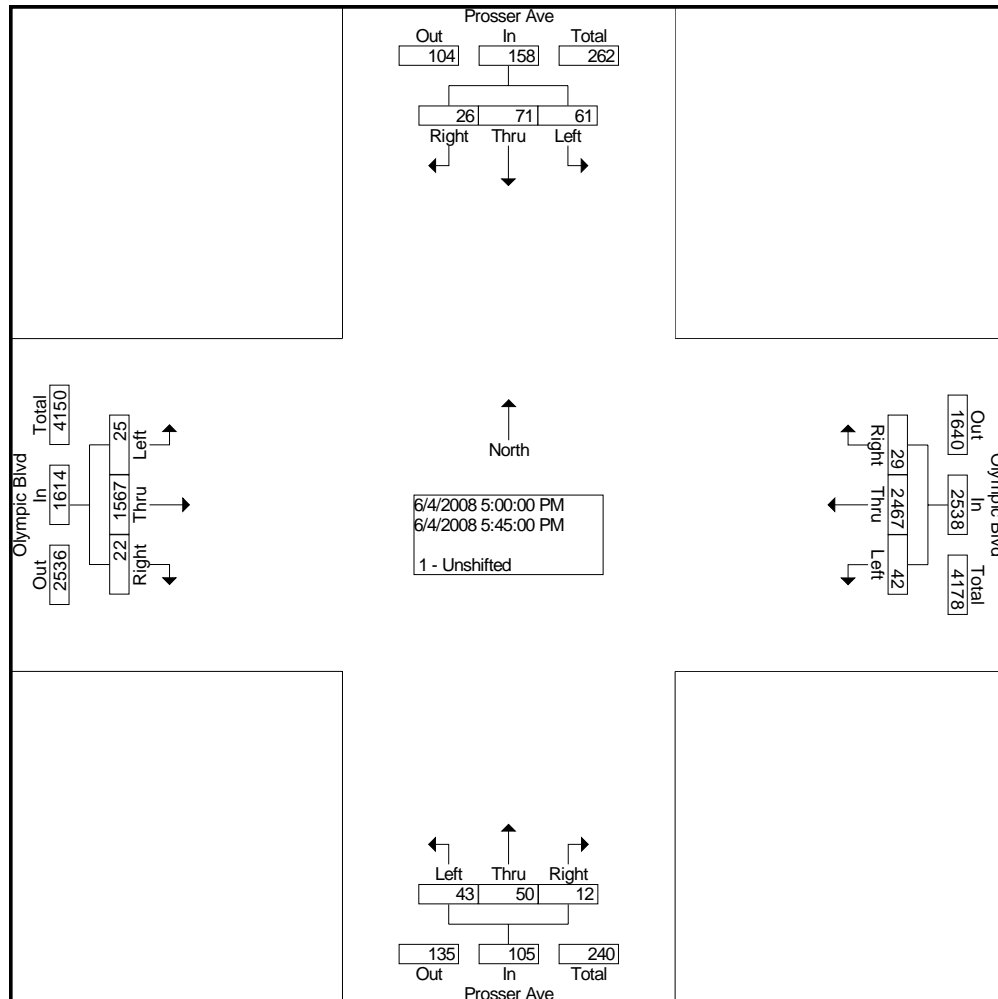 Prosser Ave
Out In Total
104 158 262
26 71 61
Right Thru Left
Olympic Blvd
Total In Out
4150 1614 2536
25 1567 22
Left Thru Right
North
6/4/2008 5:00:00 PM
6/4/2008 5:45:00 PM
1 - Unshifted
Right Thru Left
29 2467 42
Out In Total
1640 2538 4178
Olympic Blvd
Left Thru Right
43 50 12
135 105 240
Out In Total
Prosser Ave